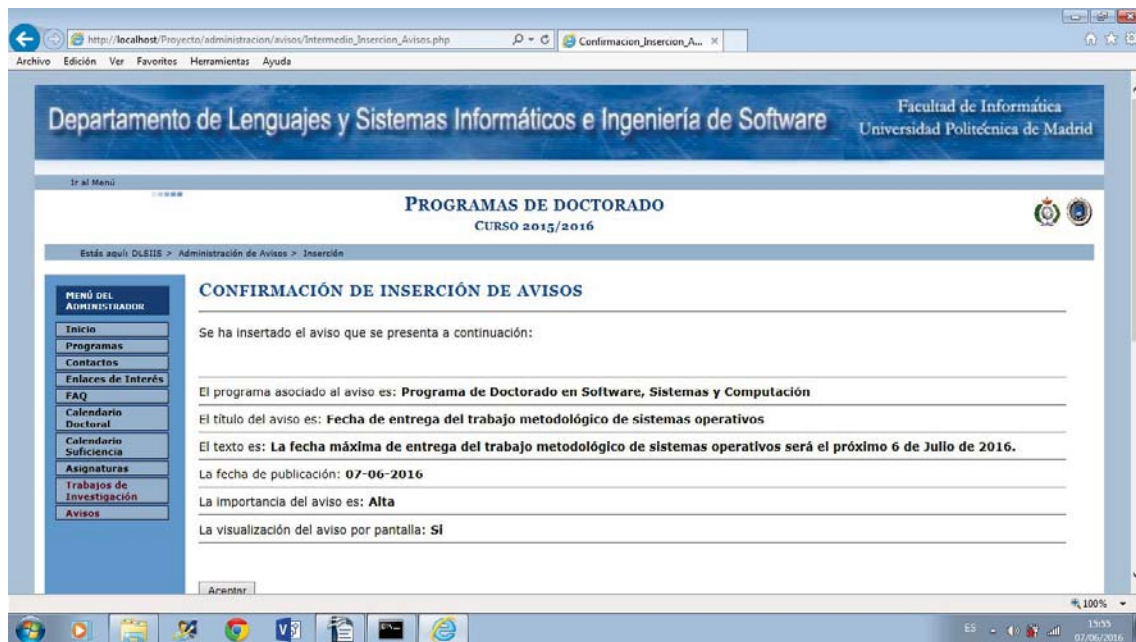 http://localhost/Proyecto/administracion/avisos/Intermedio_Insercion_Avisos.php
Confirmacion_Insercion_A...
Archivo Edición Ver Favoritos Herramientas Ayuda
Departamento de Lenguajes y Sistemas Informáticos e Ingeniería de Software
Facultad de Informática
Universidad Politécnica de Madrid
Ir al Menú
PROGRAMAS DE DOCTORADO
CURSO 2015/2016
Estás aquí: DLSIIS > Administración de Avisos > Inserción
MENÚ DEL
ADMINISTRADOR
Inicio
Programas
Contactos
Enlaces de Interés
FAQ
Calendario
Doctoral
Calendario
Suficiencia
Asignaturas
Trabajos de
Investigación
Avisos
CONFIRMACIÓN DE INSERCIÓN DE AVISOS
Se ha insertado el aviso que se presenta a continuación:
El programa asociado al aviso es: Programa de Doctorado en Software, Sistemas y Computación
El título del aviso es: Fecha de entrega del trabajo metodológico de sistemas operativos
El texto es: La fecha máxima de entrega del trabajo metodológico de sistemas operativos será el próximo 6 de Julio de 2016.
La fecha de publicación: 07-06-2016
La importancia del aviso es: Alta
La visualización del aviso por pantalla: Si
Aceptar
100%
ES
15:55
07/06/2016